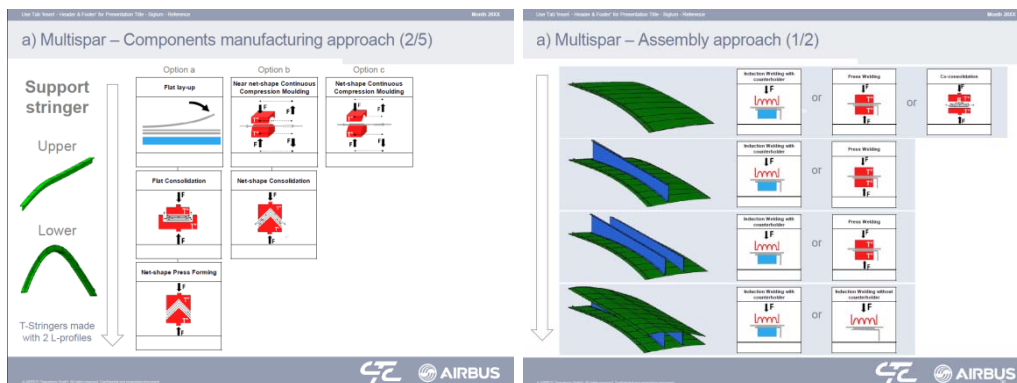 Use Tab 'Insert - Header & Footer' for Presentation Title - Siglum - Reference
Month 20XX
a) Multispar – Components manufacturing approach (2/5)
Option a
Option b
Option c
Support
stringer
Upper
Lower
T-Stringers made
with 2 L-profiles
Flat lay-up
Near net-shape Continuous
Compression Moulding
F
F
F
F
Net-shape Continuous
Compression Moulding
F
F
F
F
Flat Consolidation
F
F
Net-shape Consolidation
F
F
Net-shape Press Forming
F
F
CTC
AIRBUS
Use Tab 'Insert - Header & Footer' for Presentation Title - Siglum - Reference
Month 20XX
a) Multispar – Assembly approach (1/2)
Induction Welding with
counterholder
F
or
Press Welding
F
F
or
Co-consolidation
F
F
Induction Welding with
counterholder
F
or
Press Welding
F
F
Induction Welding with
counterholder
F
or
Press Welding
F
F
Induction Welding with
counterholder
F
or
Induction Welding without
counterholder
CTC
AIRBUS